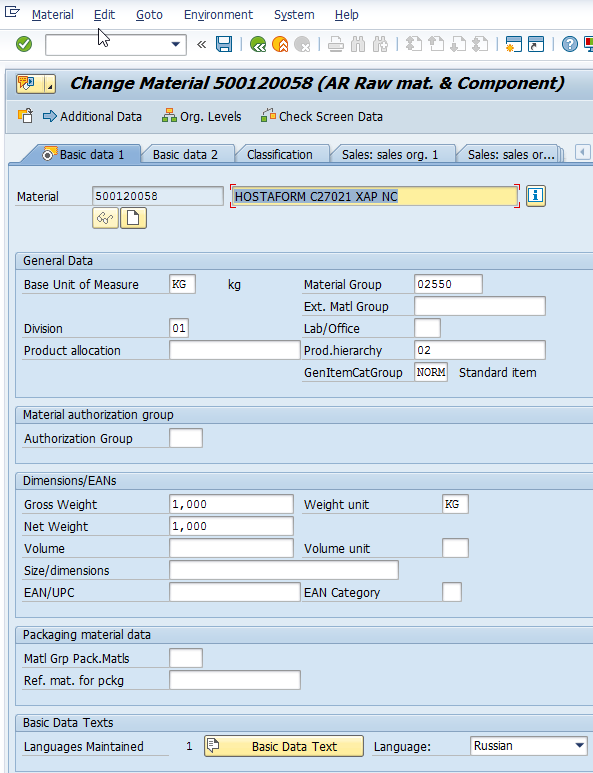 Material Edit Goto Environment System Help
Change Material 500120058 (AR Raw mat. & Component)
Additional Data Org. Levels Check Screen Data
Basic data 1 Basic data 2 Classification Sales: sales org. 1 Sales: sales or...
Material 500120058 HOSTAFORM C27021 XAP NC
General Data
Base Unit of Measure KG kg Material Group 02550
Ext. Matl Group
Division 01 Lab/Office
Product allocation Prod.hierarchy 02
GenItemCatGroup NORM Standard item
Material authorization group
Authorization Group
Dimensions/EANs
Gross Weight 1,000 Weight unit KG
Net Weight 1,000
Volume Volume unit
Size/dimensions
EAN/UPC EAN Category
Packaging material data
Matl Grp Pack.Matls
Ref. mat. for pckg
Basic Data Texts
Languages Maintained 1 Basic Data Text Language: Russian